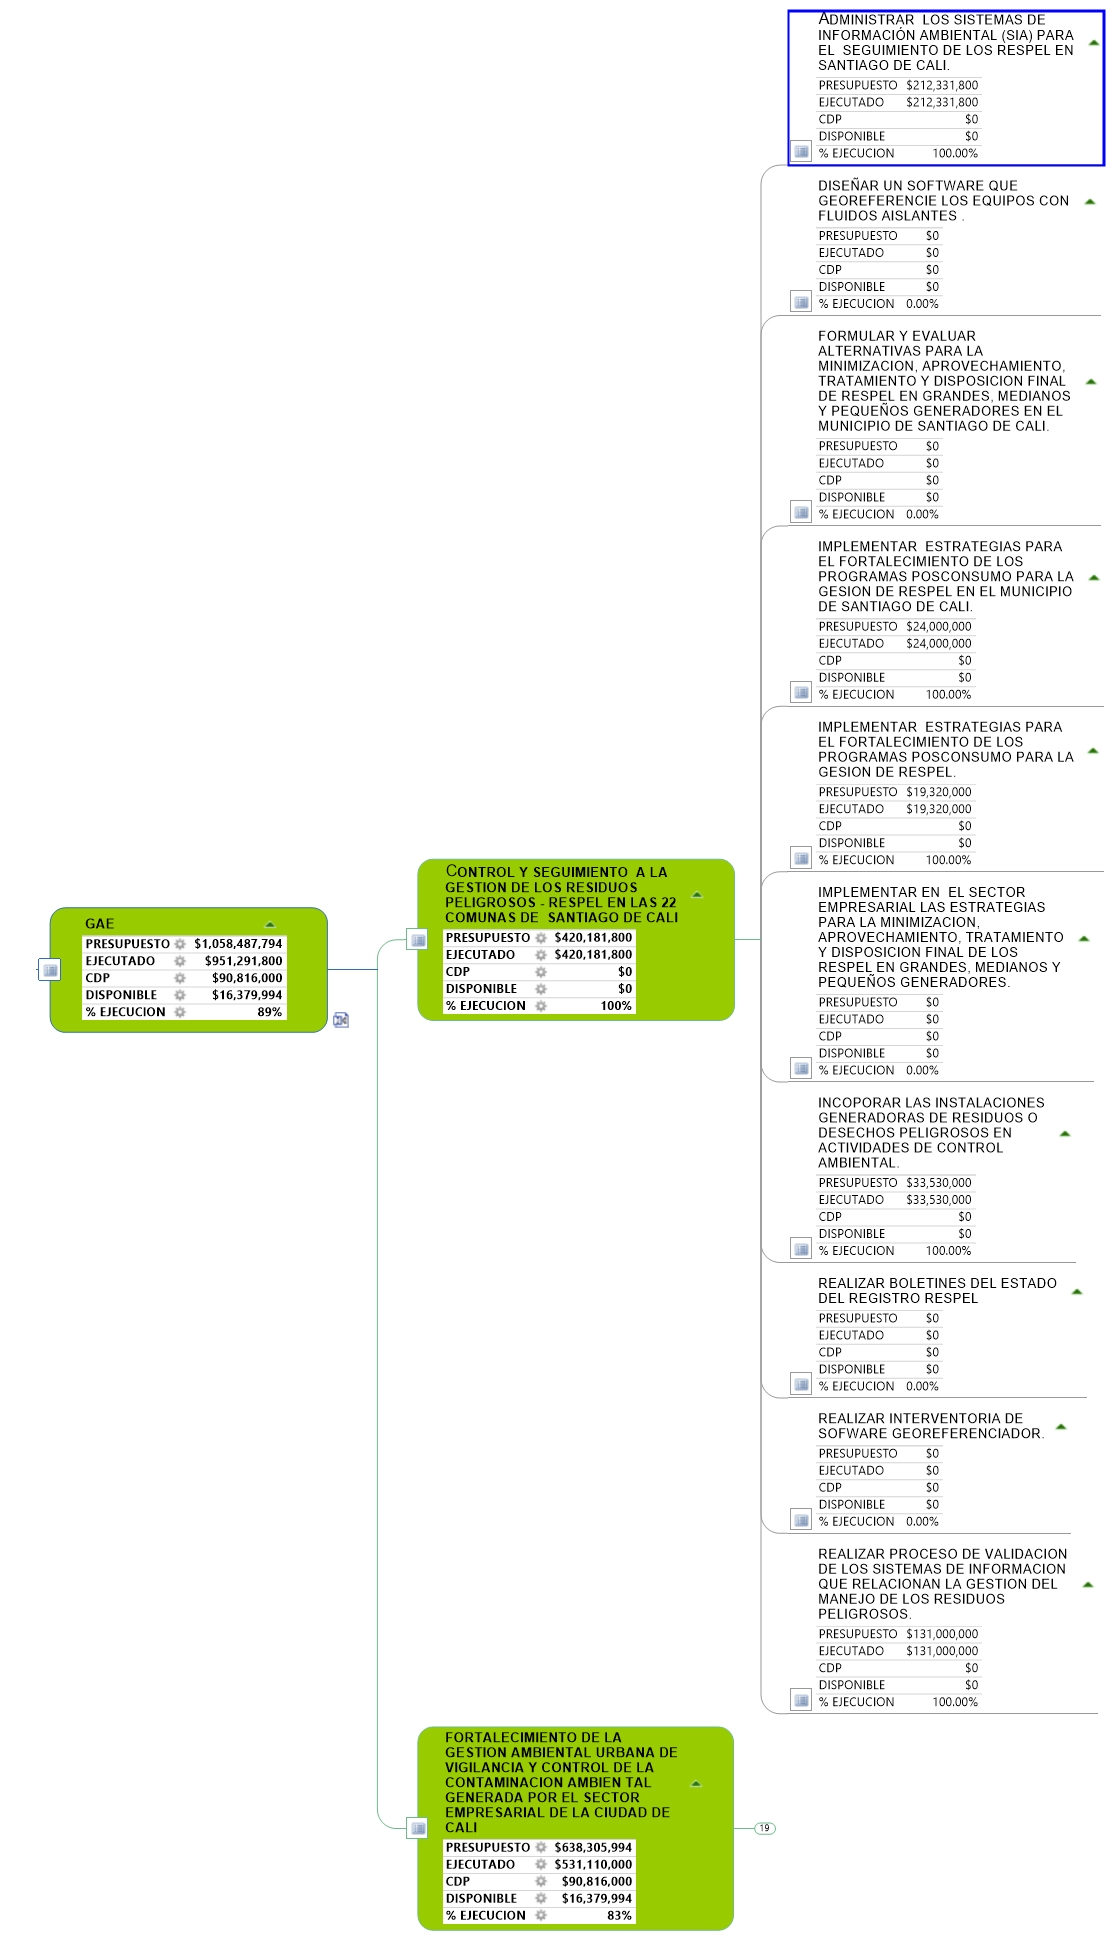 ADMINISTRAR LOS SISTEMAS DE
INFORMACIÓN AMBIENTAL (SIA) PARA
EL SEGUIMIENTO DE LOS RESPEL EN
SANTIAGO DE CALI.
PRESUPUESTO $212,331,800
EJECUTADO $212,331,800
CDP $0
DISPONIBLE $0
% EJECUCION 100.00%
DISEÑAR UN SOFTWARE QUE
GEOREFERENCIE LOS EQUIPOS CON
FLUIDOS AISLANTES .
PRESUPUESTO $0
EJECUTADO $0
CDP $0
DISPONIBLE $0
% EJECUCION 0.00%
FORMULAR Y EVALUAR
ALTERNATIVAS PARA LA
MINIMIZACION, APROVECHAMIENTO,
TRATAMIENTO Y DISPOSICION FINAL
DE RESPEL EN GRANDES, MEDIANOS
Y PEQUEÑOS GENERADORES EN EL
MUNICIPIO DE SANTIAGO DE CALI.
PRESUPUESTO $0
EJECUTADO $0
CDP $0
DISPONIBLE $0
% EJECUCION 0.00%
IMPLEMENTAR ESTRATEGIAS PARA
EL FORTALECIMIENTO DE LOS
PROGRAMAS POSCONSUMO PARA LA
GESION DE RESPEL EN EL MUNICIPIO
DE SANTIAGO DE CALI.
PRESUPUESTO $24,000,000
EJECUTADO $24,000,000
CDP $0
DISPONIBLE $0
% EJECUCION 100.00%
IMPLEMENTAR ESTRATEGIAS PARA
EL FORTALECIMIENTO DE LOS
PROGRAMAS POSCONSUMO PARA LA
GESION DE RESPEL.
PRESUPUESTO $19,320,000
EJECUTADO $19,320,000
CDP $0
DISPONIBLE $0
% EJECUCION 100.00%
CONTROL Y SEGUIMIENTO A LA
GESTION DE LOS RESIDUOS
PELIGROSOS - RESPEL EN LAS 22
COMUNAS DE SANTIAGO DE CALI
PRESUPUESTO $420,181,800
EJECUTADO $420,181,800
CDP $0
DISPONIBLE $0
% EJECUCION 100%
GAE
PRESUPUESTO $1,058,487,794
EJECUTADO $951,291,800
CDP $90,816,000
DISPONIBLE $16,379,994
% EJECUCION 89%
IMPLEMENTAR EN EL SECTOR
EMPRESARIAL LAS ESTRATEGIAS
PARA LA MINIMIZACION,
APROVECHAMIENTO, TRATAMIENTO
Y DISPOSICION FINAL DE LOS
RESPEL EN GRANDES, MEDIANOS Y
PEQUEÑOS GENERADORES.
PRESUPUESTO $0
EJECUTADO $0
CDP $0
DISPONIBLE $0
% EJECUCION 0.00%
INCOPORAR LAS INSTALACIONES
GENERADORAS DE RESIDUOS O
DESECHOS PELIGROSOS EN
ACTIVIDADES DE CONTROL
AMBIENTAL.
PRESUPUESTO $33,530,000
EJECUTADO $33,530,000
CDP $0
DISPONIBLE $0
% EJECUCION 100.00%
REALIZAR BOLETINES DEL ESTADO
DEL REGISTRO RESPEL
PRESUPUESTO $0
EJECUTADO $0
CDP $0
DISPONIBLE $0
% EJECUCION 0.00%
REALIZAR INTERVENTORIA DE
SOFWARE GEOREFERENCIADOR.
PRESUPUESTO $0
EJECUTADO $0
CDP $0
DISPONIBLE $0
% EJECUCION 0.00%
REALIZAR PROCESO DE VALIDACION
DE LOS SISTEMAS DE INFORMACION
QUE RELACIONAN LA GESTION DEL
MANEJO DE LOS RESIDUOS
PELIGROSOS.
PRESUPUESTO $131,000,000
EJECUTADO $131,000,000
CDP $0
DISPONIBLE $0
% EJECUCION 100.00%
FORTALECIMIENTO DE LA
GESTION AMBIENTAL URBANA DE
VIGILANCIA Y CONTROL DE LA
CONTAMINACION AMBIEN TAL
GENERADA POR EL SECTOR
EMPRESARIAL DE LA CIUDAD DE
CALI
PRESUPUESTO $638,305,994
EJECUTADO $531,110,000
CDP $90,816,000
DISPONIBLE $16,379,994
% EJECUCION 83%
19